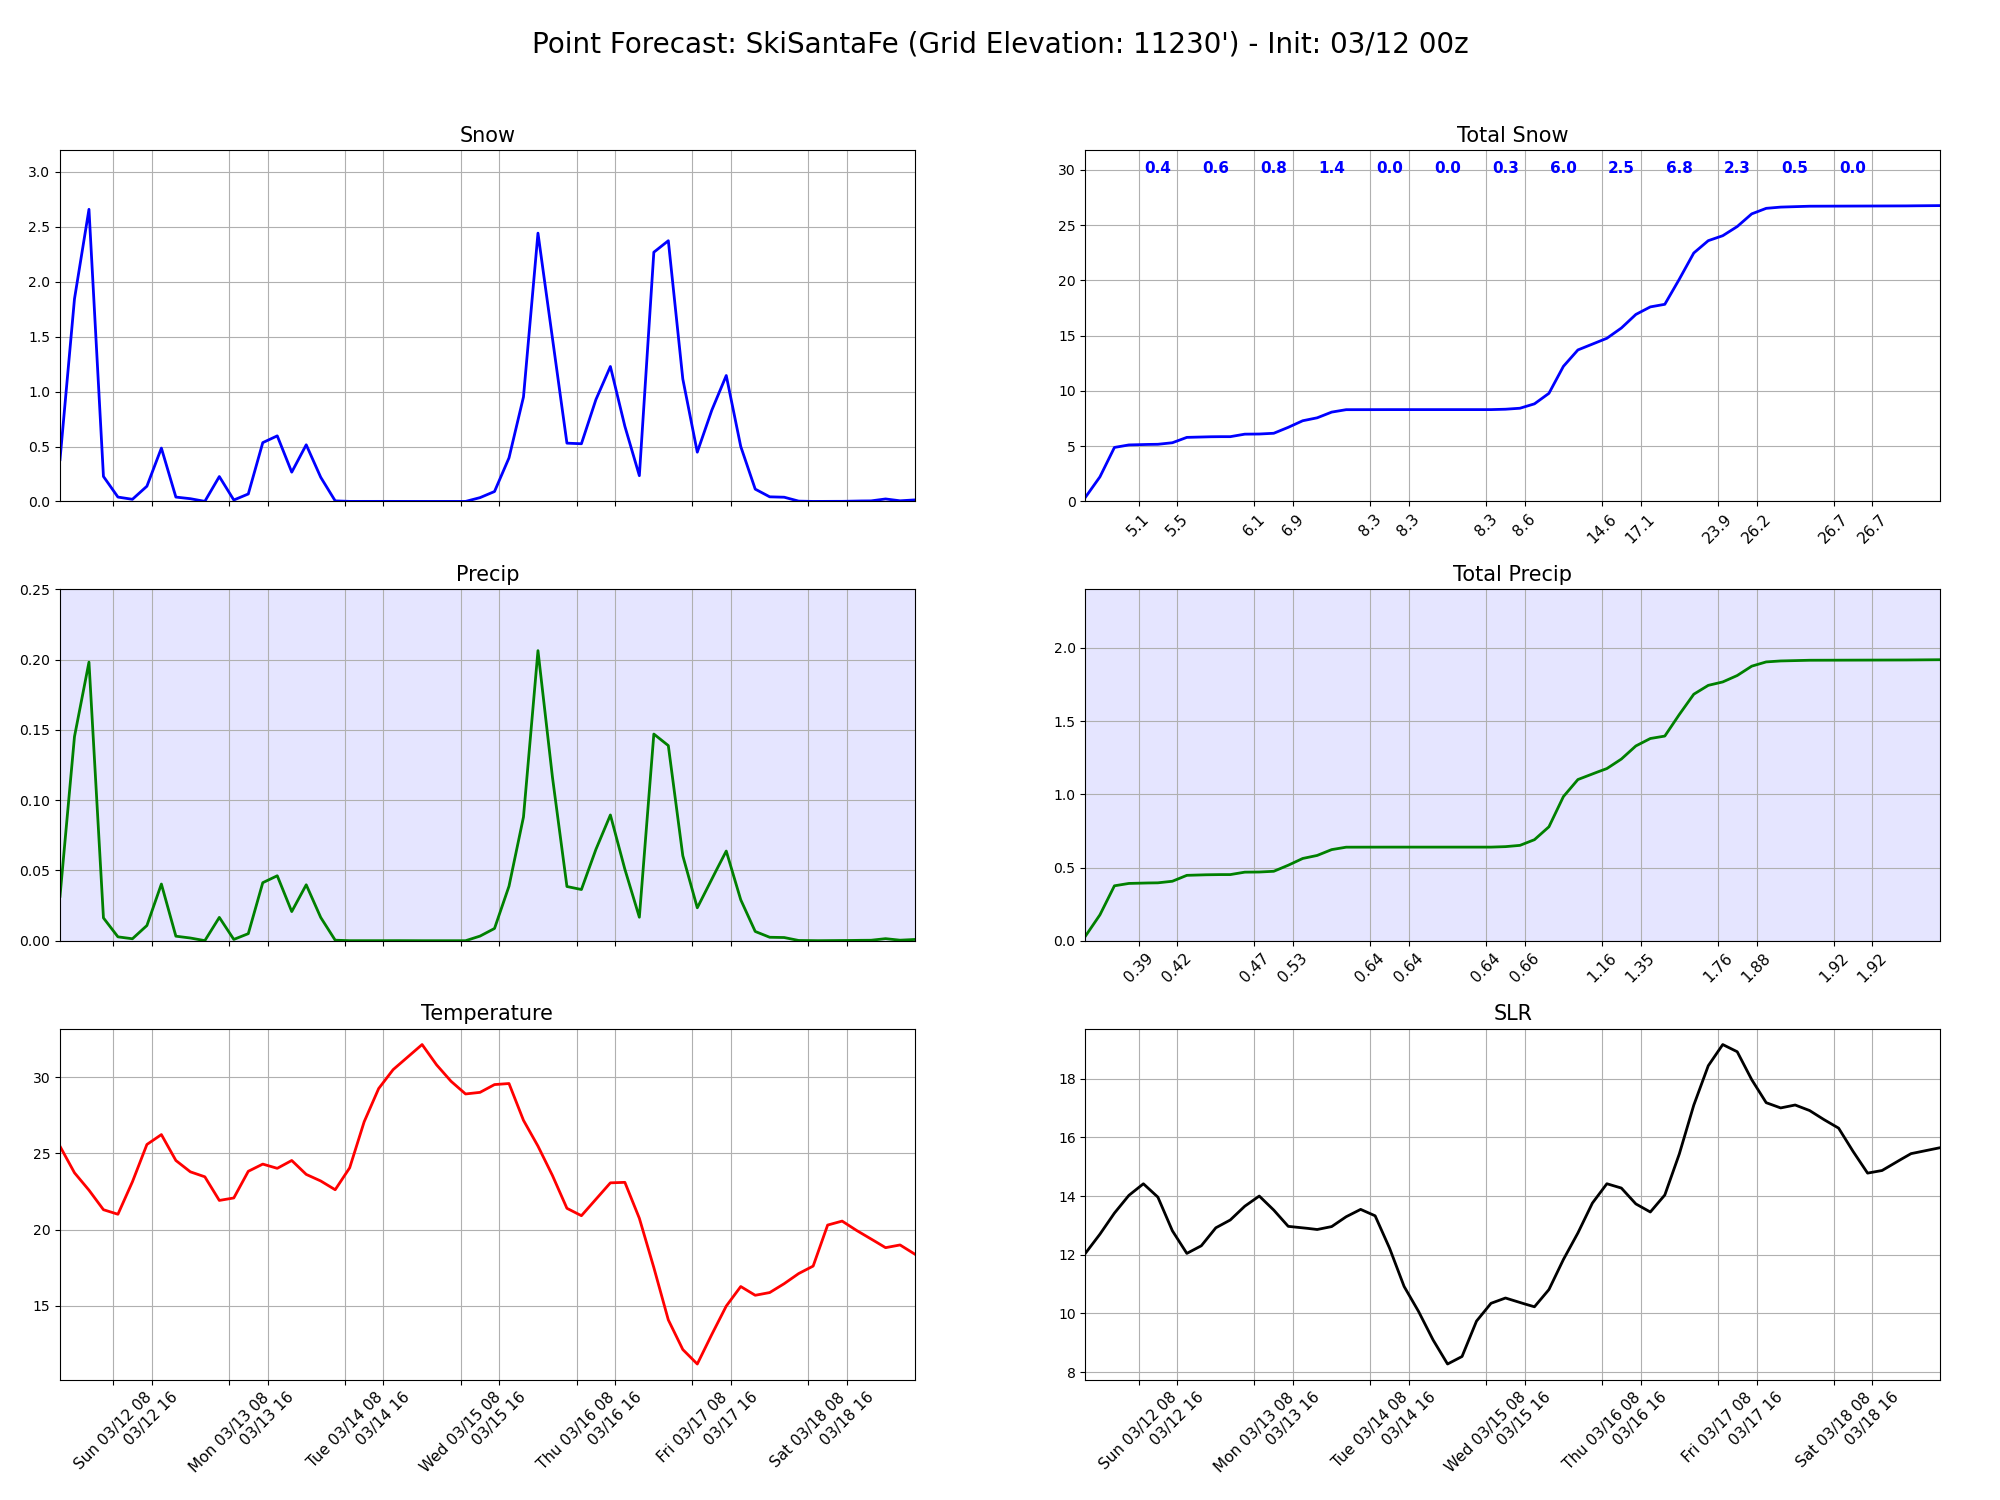 Point Forecast: SkiSantaFe (Grid Elevation: 11230') - Init: 03/12 00z
Snow
3.0
2.5
2.0
1.5
1.0
0.5
0.0
Total Snow
0.4 0.6 0.8 1.4 0.0 0.0 0.3 6.0 2.5 6.8 2.3 0.5 0.0
30
25
20
15
10
5
0
5.1 5.5 6.1 6.9 8.3 8.3 8.3 8.6 14.6 17.1 23.9 26.2 26.7 26.7
Precip
0.25
0.20
0.15
0.10
0.05
0.00
Total Precip
2.0
1.5
1.0
0.5
0.0
0.39 0.42 0.47 0.53 0.64 0.64 0.64 0.66 1.16 1.35 1.76 1.88 1.92 1.92
Temperature
30
25
20
15
Sun 03/12 08
03/12 16
Mon 03/13 08
03/13 16
Tue 03/14 08
03/14 16
Wed 03/15 08
03/15 16
Thu 03/16 08
03/16 16
Fri 03/17 08
03/17 16
Sat 03/18 08
03/18 16
SLR
18
16
14
12
10
8
Sun 03/12 08
03/12 16
Mon 03/13 08
03/13 16
Tue 03/14 08
03/14 16
Wed 03/15 08
03/15 16
Thu 03/16 08
03/16 16
Fri 03/17 08
03/17 16
Sat 03/18 08
03/18 16